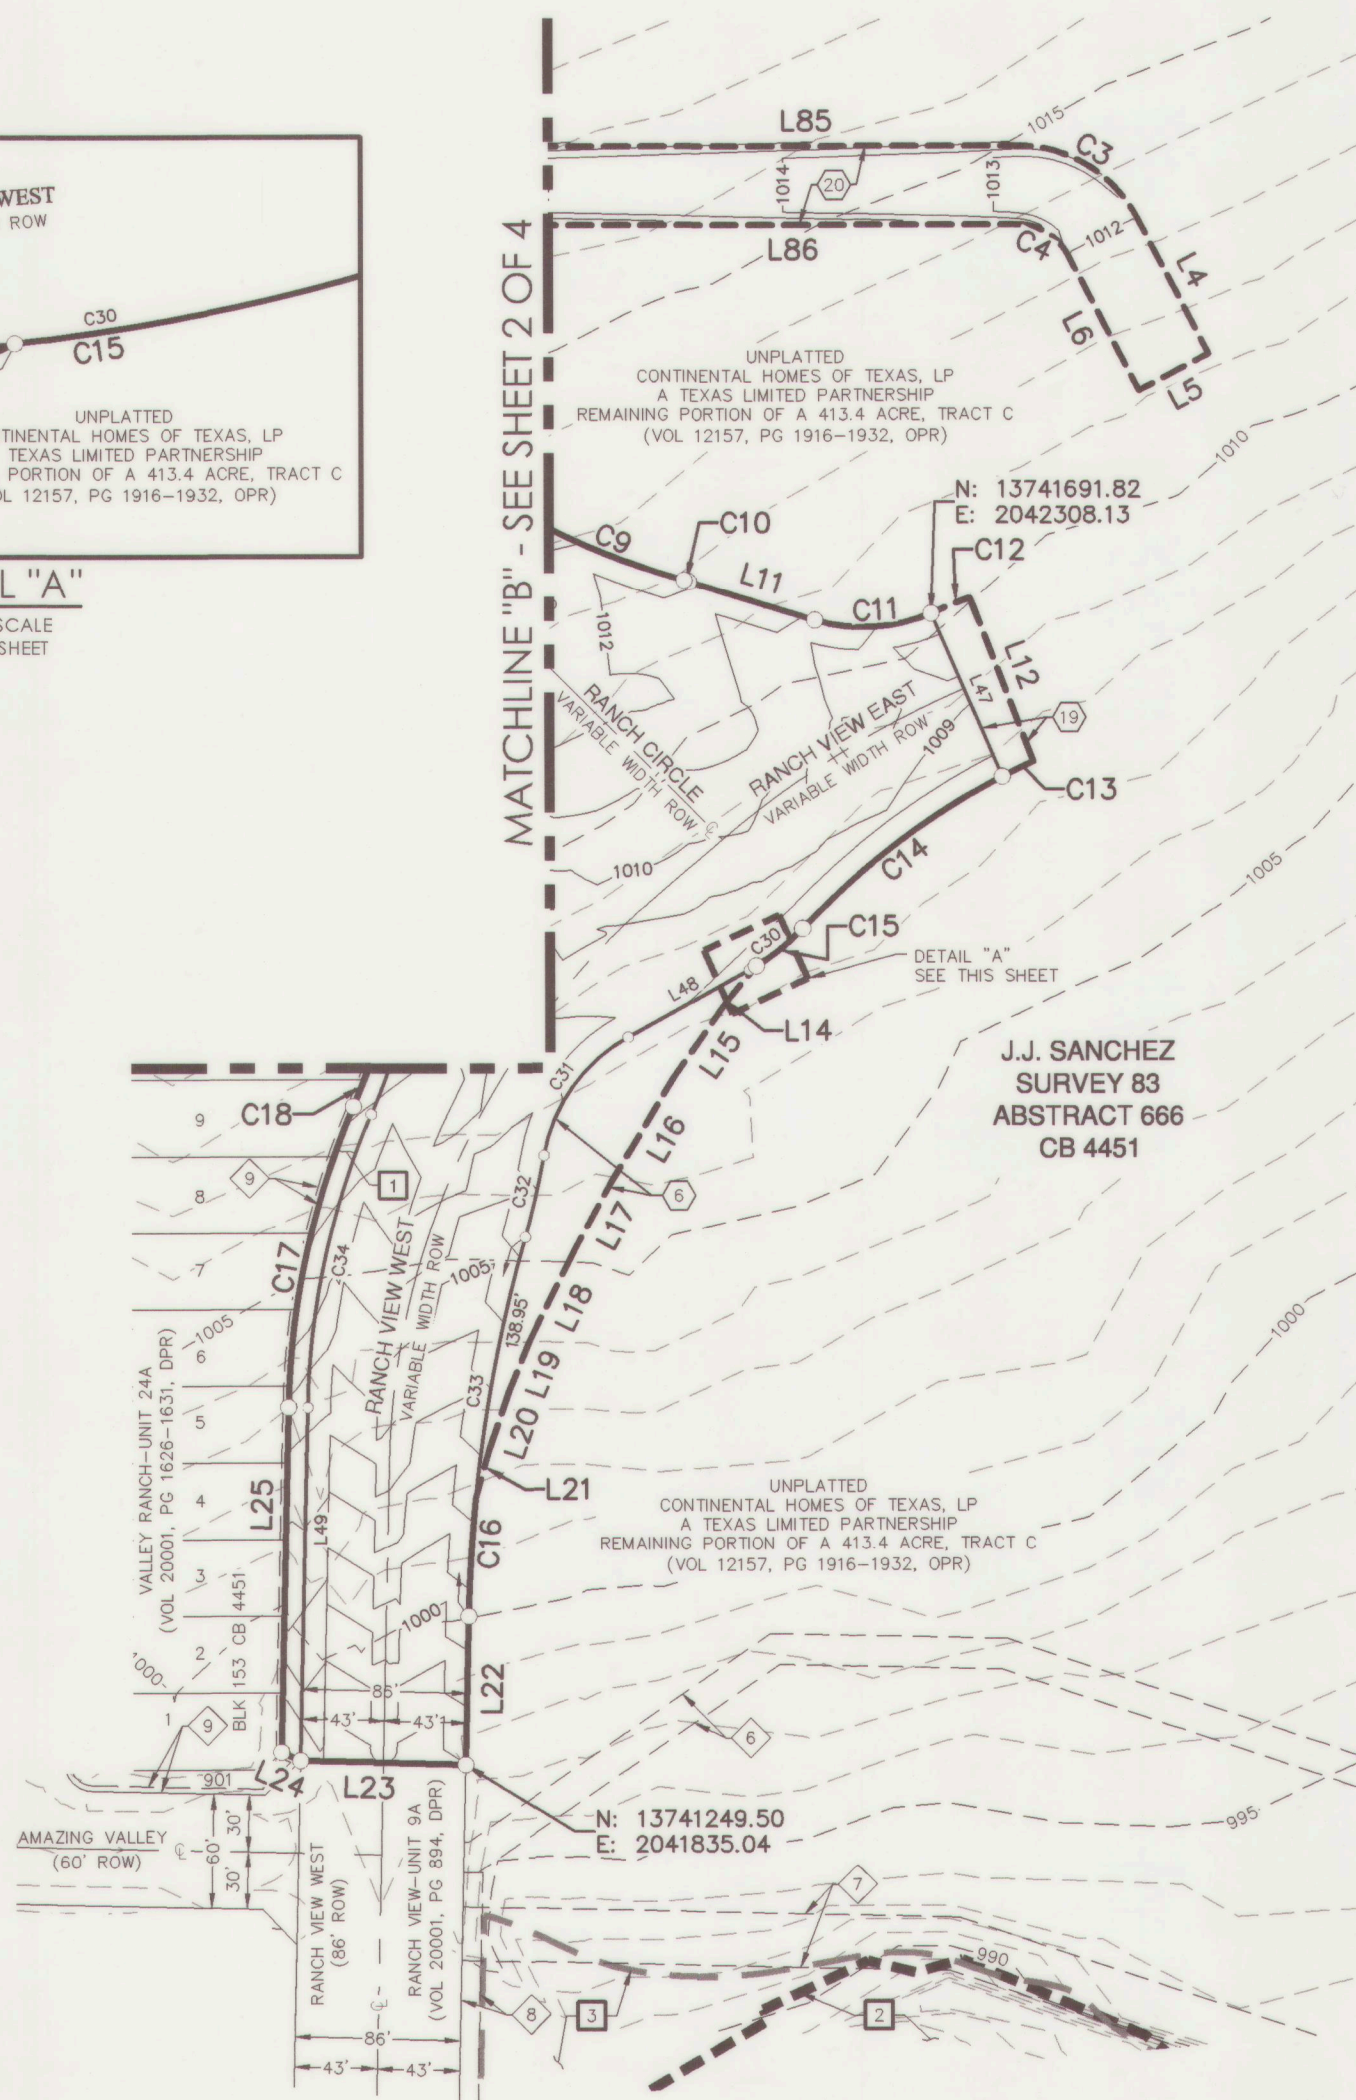 WEST
ROW
C30
C15
UNPLATTED
TINENTAL HOMES OF TEXAS, LP
TEXAS LIMITED PARTNERSHIP
PORTION OF A 413.4 ACRE, TRACT C
OL 12157, PG 1916-1932, OPR)
L "A"
SCALE
SHEET
MATCHLINE "B" - SEE SHEET 2 OF 4
L85
1015
C3
1014
20
1013
1012
L86
C4
L4
L6
L5
UNPLATTED
CONTINENTAL HOMES OF TEXAS, LP
A TEXAS LIMITED PARTNERSHIP
REMAINING PORTION OF A 413.4 ACRE, TRACT C
(VOL 12157, PG 1916-1932, OPR)
1010
N: 13741691.82
E: 2042308.13
C9
C10
L11
C11
C12
L12
L47
19
C13
1012
RANCH CIRCLE
VARIABLE WIDTH ROW
RANCH VIEW EAST
VARIABLE WIDTH ROW
1009
1010
C14
1005
C15
C30
DETAIL "A"
SEE THIS SHEET
L48
L14
L15
C31
L16
J.J. SANCHEZ
SURVEY 83
ABSTRACT 666
CB 4451
C18
9
8
7
6
5
4
3
2
1
9
1
C32
6
L17
C17
C34
RANCH VIEW WEST
VARIABLE WIDTH ROW
1005
138.95'
L18
1005
L19
C33
L20
1000
VALLEY RANCH-UNIT 24A
(VOL 20001, PG 1626-1631, DPR)
BLK 153 CB 4451
L25
L49
L21
C16
UNPLATTED
CONTINENTAL HOMES OF TEXAS, LP
A TEXAS LIMITED PARTNERSHIP
REMAINING PORTION OF A 413.4 ACRE, TRACT C
(VOL 12157, PG 1916-1932, OPR)
1000
1000
L22
86'
43'
43'
9
6
L24
L23
901
N: 13741249.50
E: 2041835.04
995
AMAZING VALLEY
(60' ROW)
60'
30'
30'
RANCH VIEW WEST
(86' ROW)
RANCH VIEW-UNIT 9A
(VOL 20001, PG 894, DPR)
7
990
8
3
2
86'
43'
43'